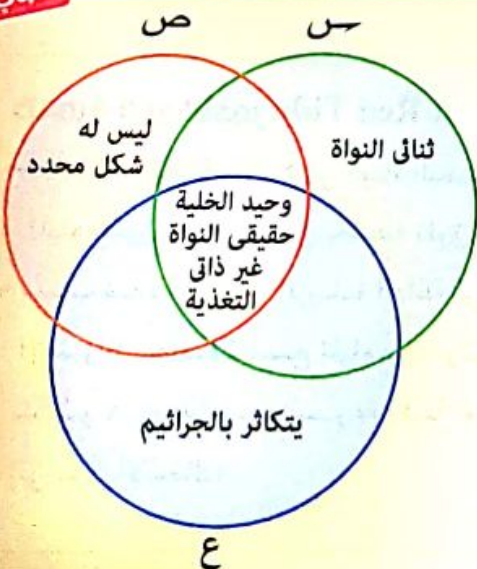 ص
س
ليس له
شكل محدد
ثنائى النواة
وحيد الخلية
حقيقى النواة
غير ذاتى
التغذية
يتكاثر بالجراثيم
ع